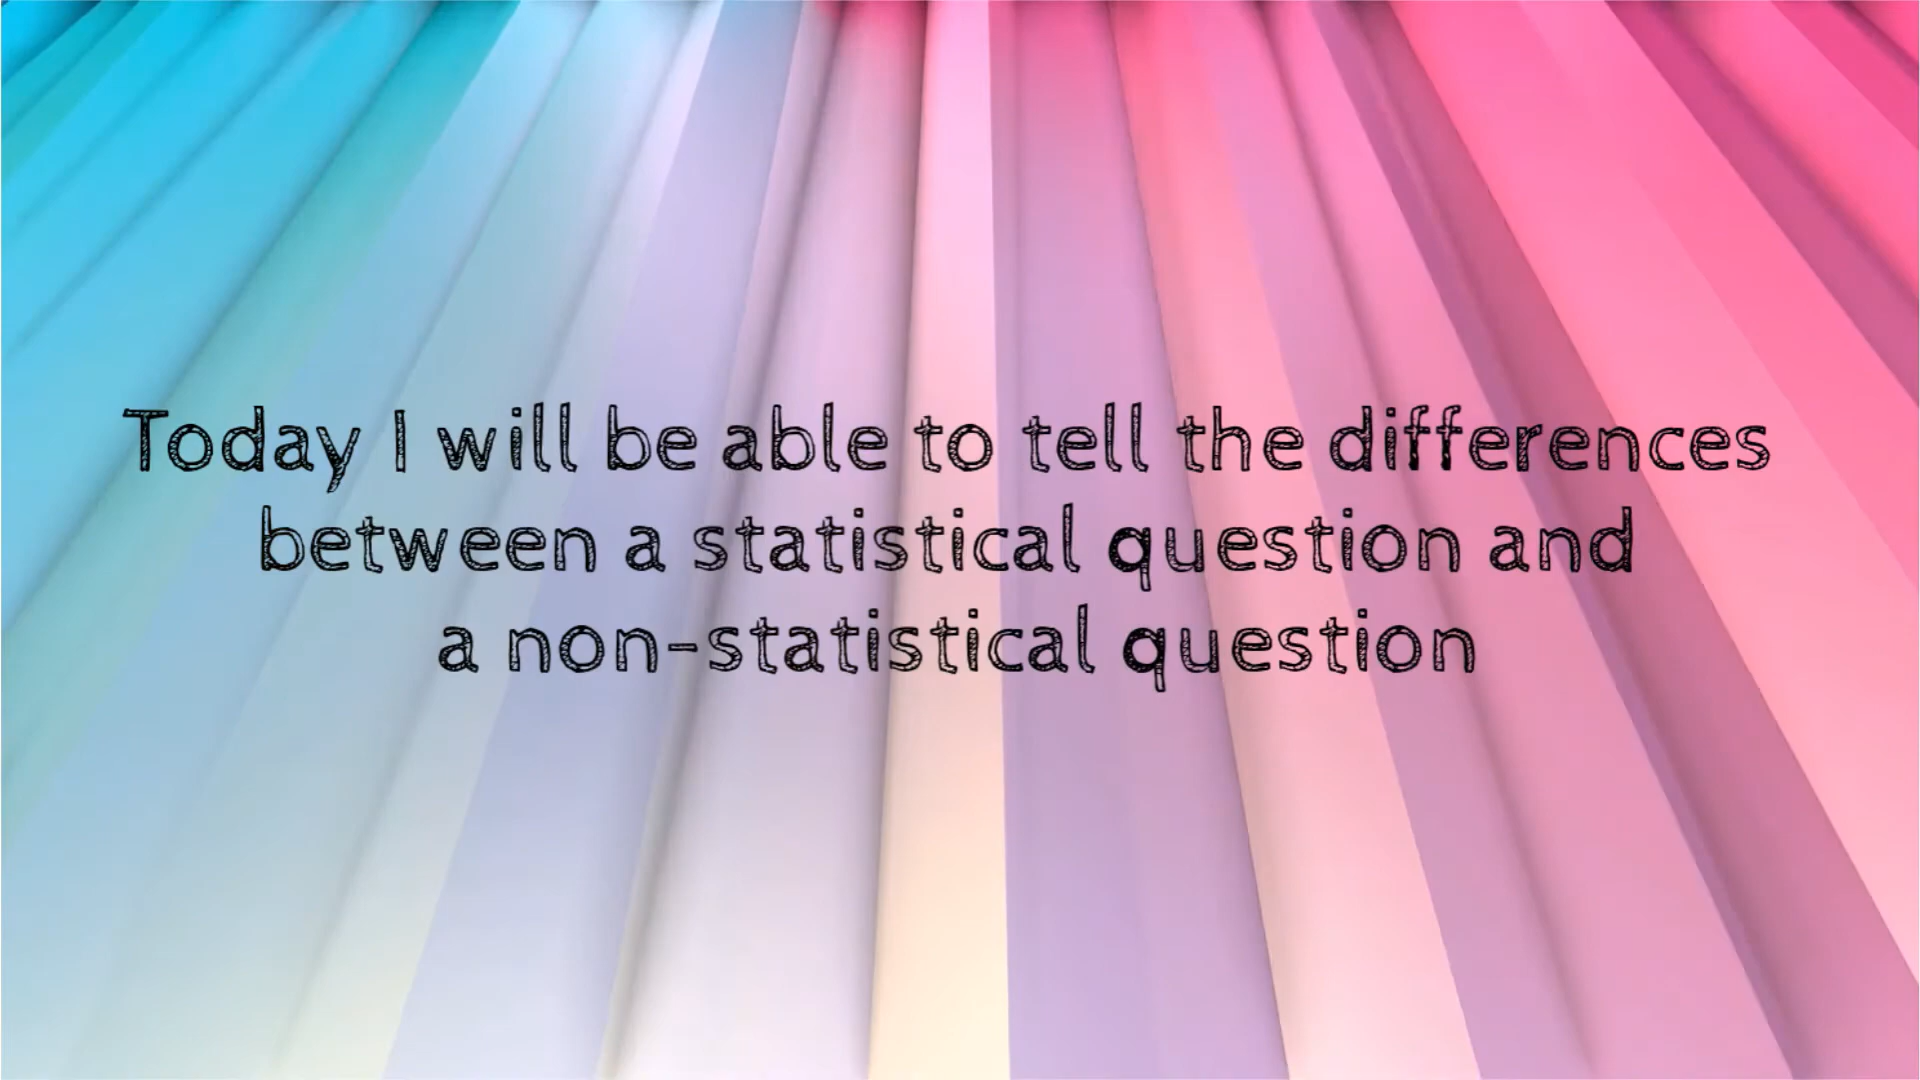 Today I will be able to tell the differences
between a statistical question and
a non-statistical question